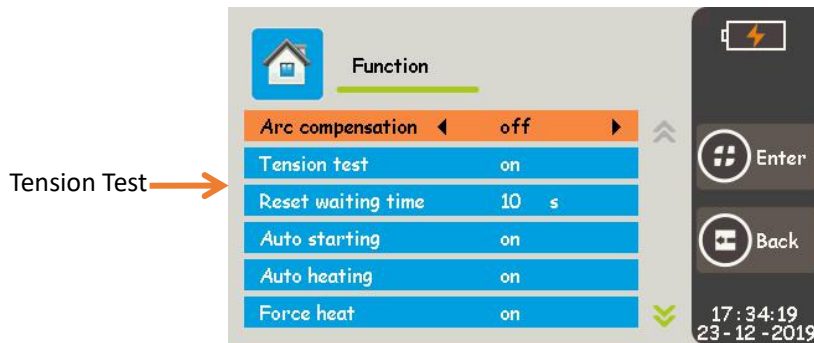 Function
Arc compensation off
Tension test on
Reset waiting time 10 s
Auto starting on
Auto heating on
Force heat on
Tension Test
Enter
Back
17:34:19
23-12-2019